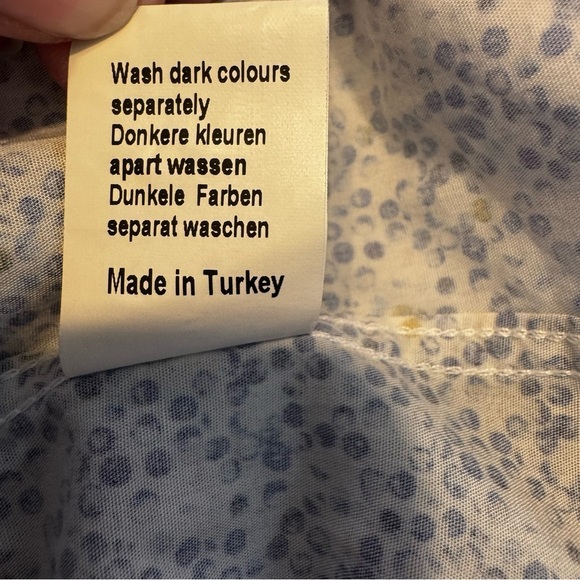 Wash dark colours
separately
Donkere kleuren
apart wassen
Dunkele Farben
separat waschen
Made in Turkey